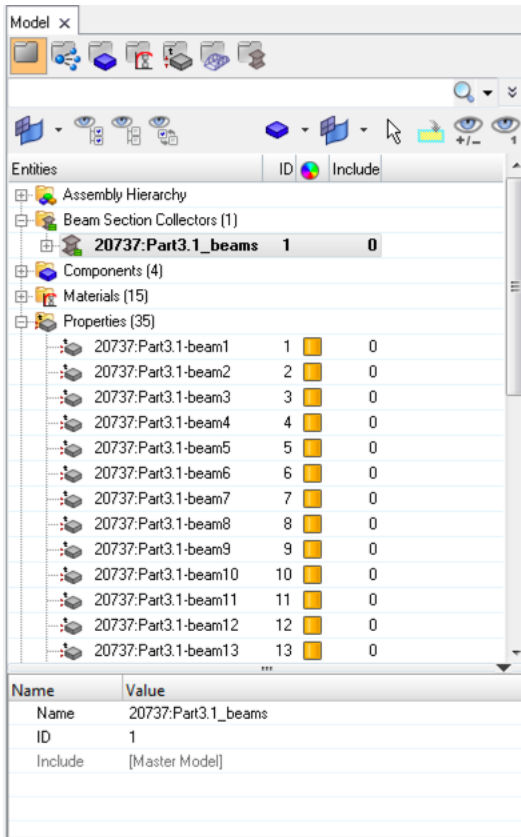 Model ×
+/− 1
Entities ID Include
Assembly Hierarchy
Beam Section Collectors (1)
20737:Part3.1_beams 1 0
Components (4)
Materials (15)
Properties (35)
20737:Part3.1-beam1 1 0
20737:Part3.1-beam2 2 0
20737:Part3.1-beam3 3 0
20737:Part3.1-beam4 4 0
20737:Part3.1-beam5 5 0
20737:Part3.1-beam6 6 0
20737:Part3.1-beam7 7 0
20737:Part3.1-beam8 8 0
20737:Part3.1-beam9 9 0
20737:Part3.1-beam10 10 0
20737:Part3.1-beam11 11 0
20737:Part3.1-beam12 12 0
20737:Part3.1-beam13 13 0
Name Value
Name 20737:Part3.1_beams
ID 1
Include [Master Model]